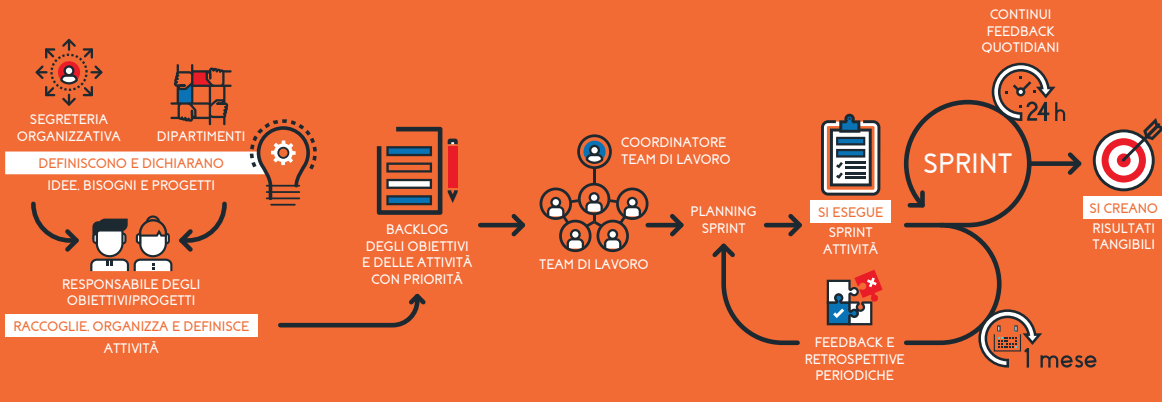 SEGRETERIA
ORGANIZZATIVA
DIPARTIMENTI
DEFINISCONO E DICHIARANO
IDEE, BISOGNI E PROGETTI
RESPONSABILE DEGLI
OBIETTIVI/PROGETTI
RACCOGLIE, ORGANIZZA E DEFINISCE
ATTIVITÀ
BACKLOG
DEGLI OBIETTIVI
E DELLE ATTIVITÀ
CON PRIORITÀ
COORDINATORE
TEAM DI LAVORO
TEAM DI LAVORO
PLANNING
SPRINT
SI ESEGUE
SPRINT
ATTIVITÀ
CONTINUI
FEEDBACK
QUOTIDIANI
24h
SPRINT
SI CREANO
RISULTATI
TANGIBILI
FEEDBACK E
RETROSPETTIVE
PERIODICHE
1 mese